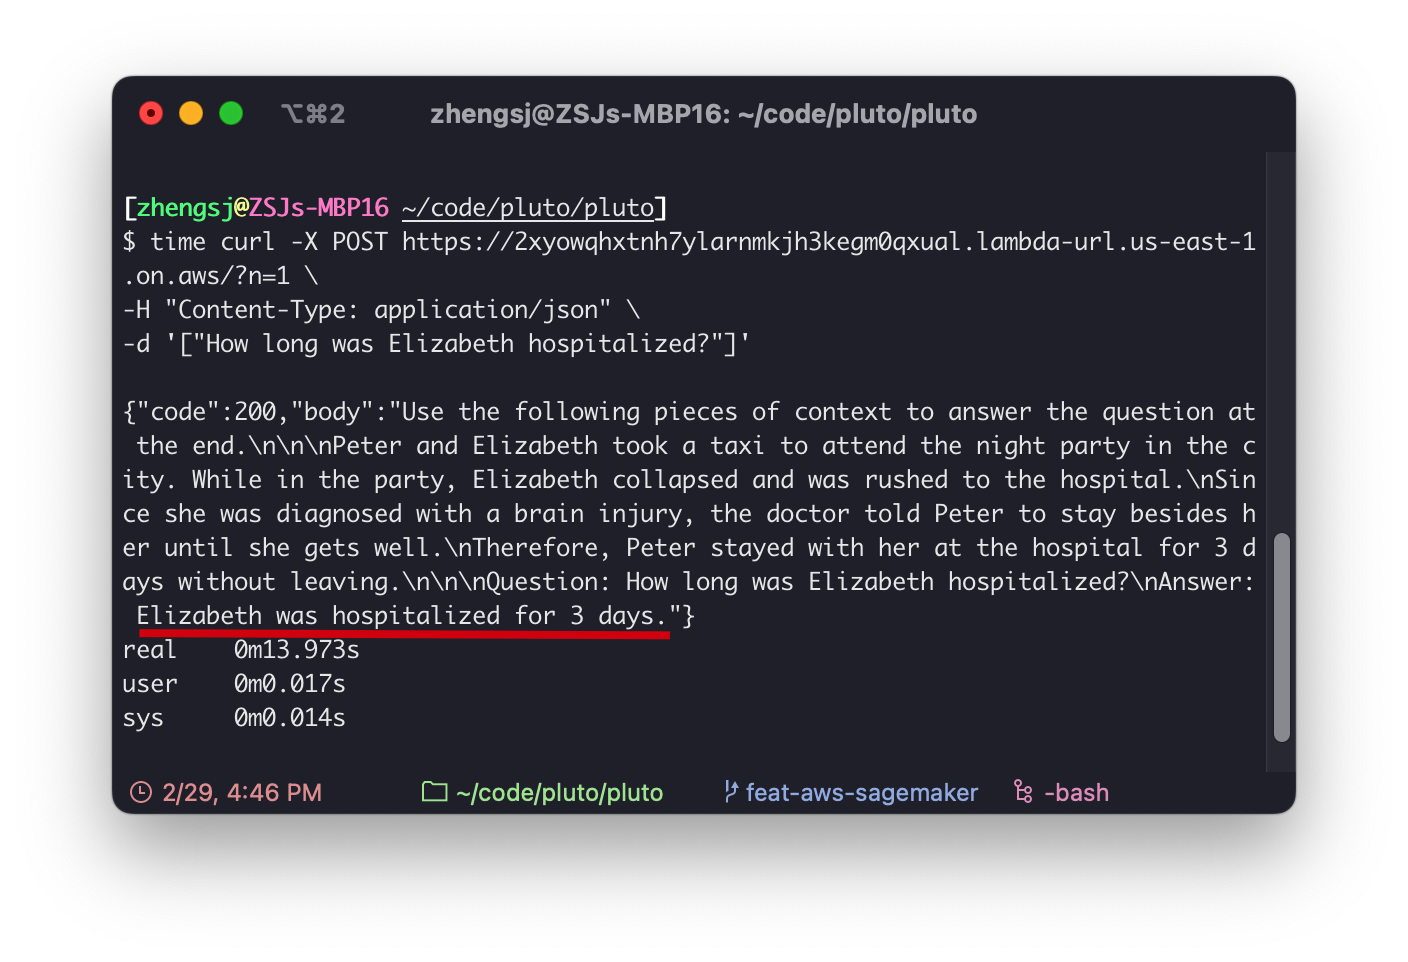 ⌥⌘2 zhengsj@ZSJs-MBP16: ~/code/pluto/pluto
[zhengsj@ZSJs-MBP16 ~/code/pluto/pluto]
$ time curl -X POST https://2xyowqhxtnh7ylarnmkjh3kegm0qxual.lambda-url.us-east-1
.on.aws/?n=1 \
-H "Content-Type: application/json" \
-d '["How long was Elizabeth hospitalized?"]'
{"code":200,"body":"Use the following pieces of context to answer the question at
 the end.\n\n\nPeter and Elizabeth took a taxi to attend the night party in the c
ity. While in the party, Elizabeth collapsed and was rushed to the hospital.\nSin
ce she was diagnosed with a brain injury, the doctor told Peter to stay besides h
er until she gets well.\nTherefore, Peter stayed with her at the hospital for 3 d
ays without leaving.\n\n\nQuestion: How long was Elizabeth hospitalized?\nAnswer:
 Elizabeth was hospitalized for 3 days."}
real 0m13.973s
user 0m0.017s
sys 0m0.014s
2/29, 4:46 PM ~/code/pluto/pluto feat-aws-sagemaker -bash